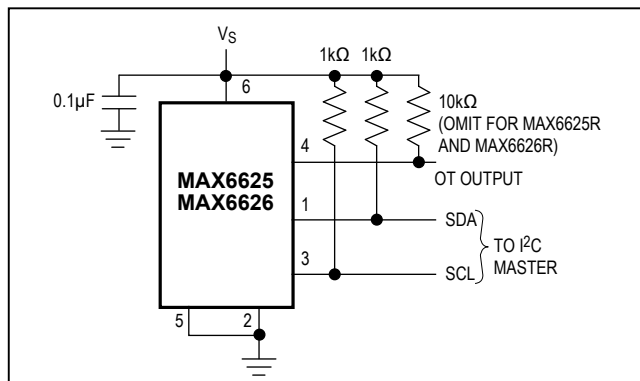 VS
1kΩ 1kΩ
0.1µF
6
10kΩ
(OMIT FOR MAX6625R
AND MAX6626R)
4
OT OUTPUT
MAX6625
MAX6626
1
SDA
TO I²C
MASTER
3
SCL
5 2